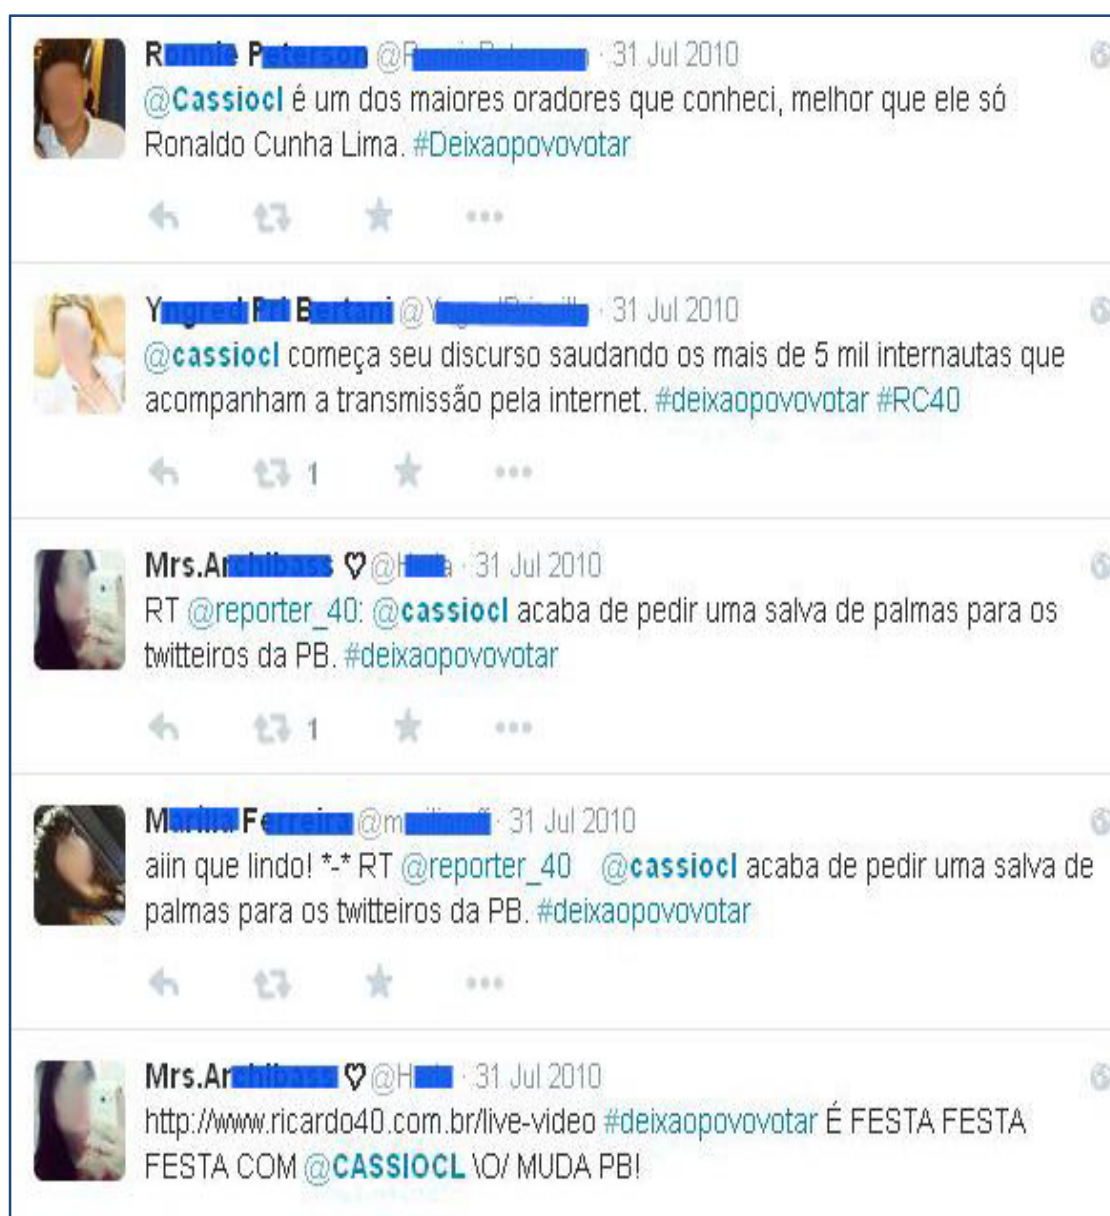 31 Jul 2010
@Cassiocl é um dos maiores oradores que conheci, melhor que ele só
Ronaldo Cunha Lima. #Deixaopovovotar
31 Jul 2010
@cassiocl começa seu discurso saudando os mais de 5 mil internautas que
acompanham a transmissão pela internet. #deixaopovovotar #RC40
1
♡ · 31 Jul 2010
RT @reporter_40: @cassiocl acaba de pedir uma salva de palmas para os
twitteiros da PB. #deixaopovovotar
1
31 Jul 2010
aiin que lindo! *-* RT @reporter_40 @cassiocl acaba de pedir uma salva de
palmas para os twitteiros da PB. #deixaopovovotar
♡ · 31 Jul 2010
http://www.ricardo40.com.br/live-video #deixaopovovotar É FESTA FESTA
FESTA COM @CASSIOCL \O/ MUDA PB!